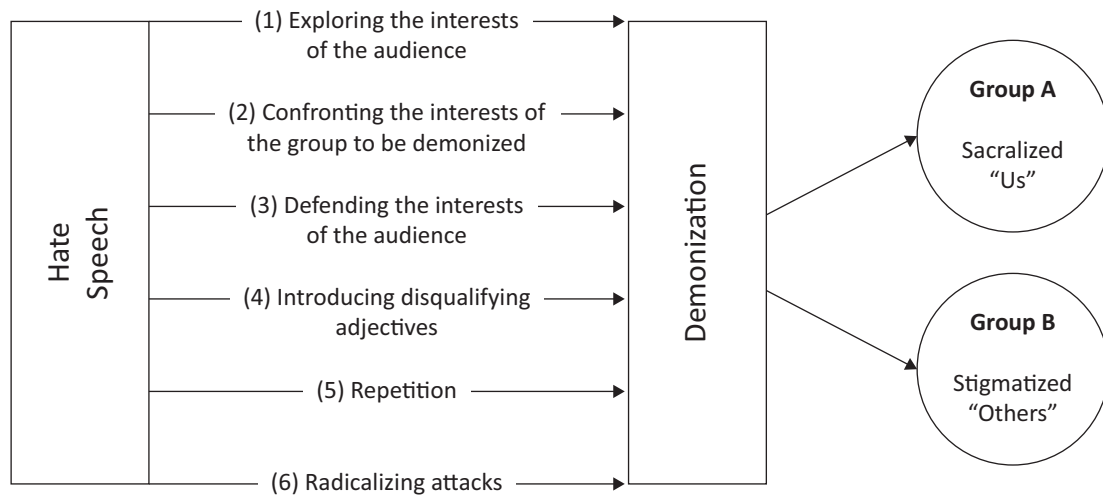 Hate
Speech
(1) Exploring the interests
of the audience
(2) Confronting the interests of
the group to be demonized
(3) Defending the interests
of the audience
(4) Introducing disqualifying
adjectives
(5) Repetition
(6) Radicalizing attacks
Demonization
Group A
Sacralized
“Us”
Group B
Stigmatized
“Others”